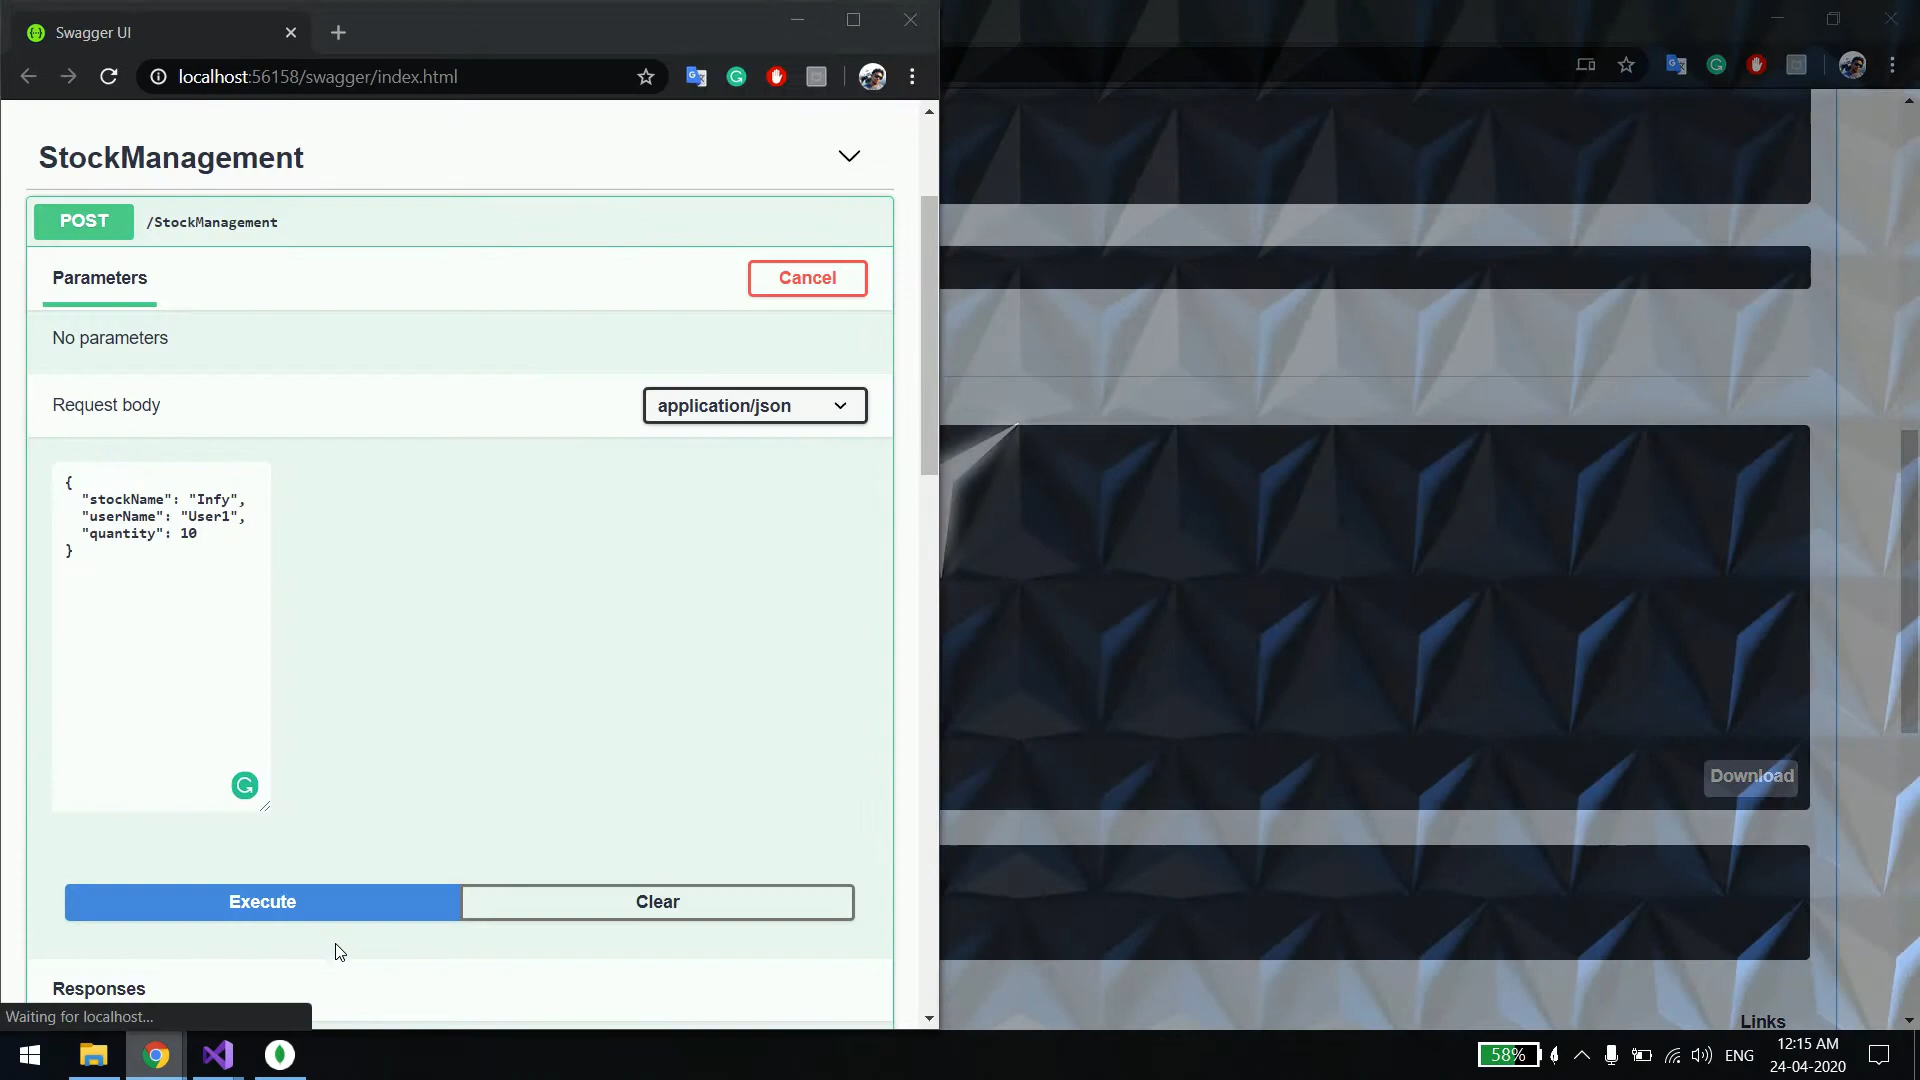 Swagger UI
localhost:56158/swagger/index.html
StockManagement
POST /StockManagement
Parameters
Cancel
No parameters
Request body
application/json
{
"stockName": "Infy",
"userName": "User1",
"quantity": 10
}
Execute
Clear
Responses
Waiting for localhost...
Download
Links
58%
ENG
12:15 AM
24-04-2020